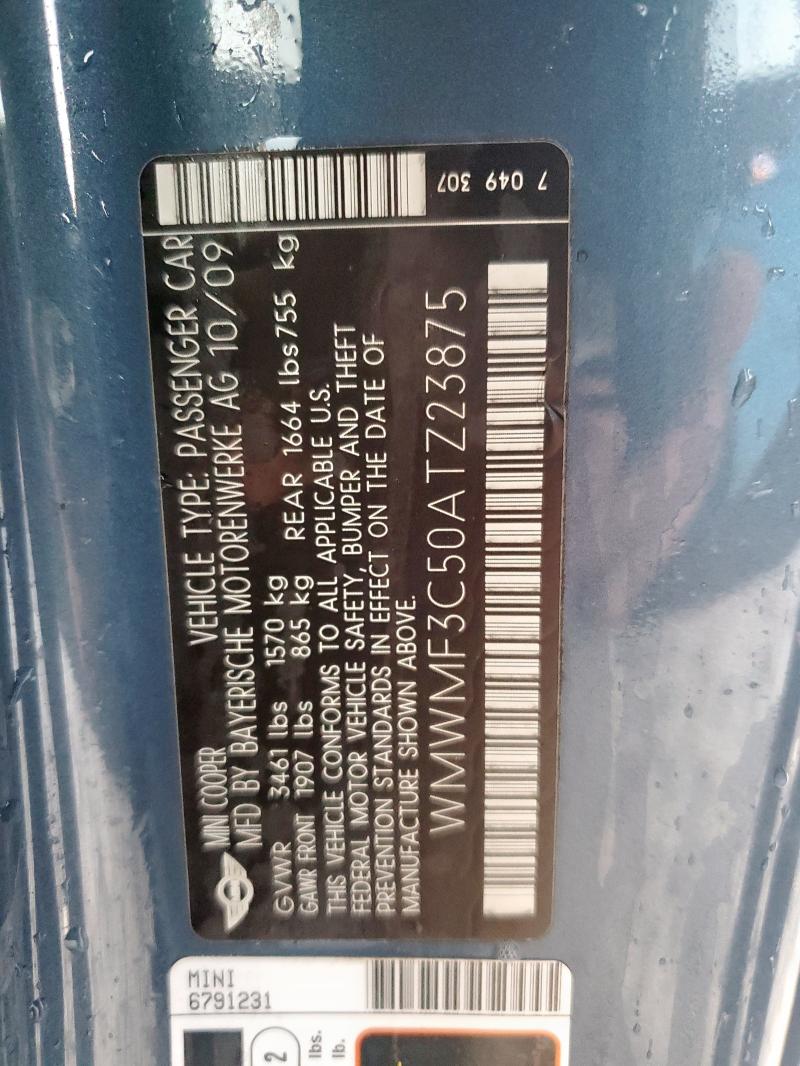 MINI COOPER VEHICLE TYPE: PASSENGER CAR
MFD BY BAYERISCHE MOTORENWERKE AG 10/09
GVWR 3461 lbs 1570 kg
GAWR FRONT 1907 lbs 865 kg REAR 1664 lbs 755 kg
THIS VEHICLE CONFORMS TO ALL APPLICABLE U.S.
FEDERAL MOTOR VEHICLE SAFETY, BUMPER AND THEFT
PREVENTION STANDARDS IN EFFECT ON THE DATE OF
MANUFACTURE SHOWN ABOVE.
WMWMF3C50ATZ23875
7 049 307
MINI
6791231
2
lbs.
lb.